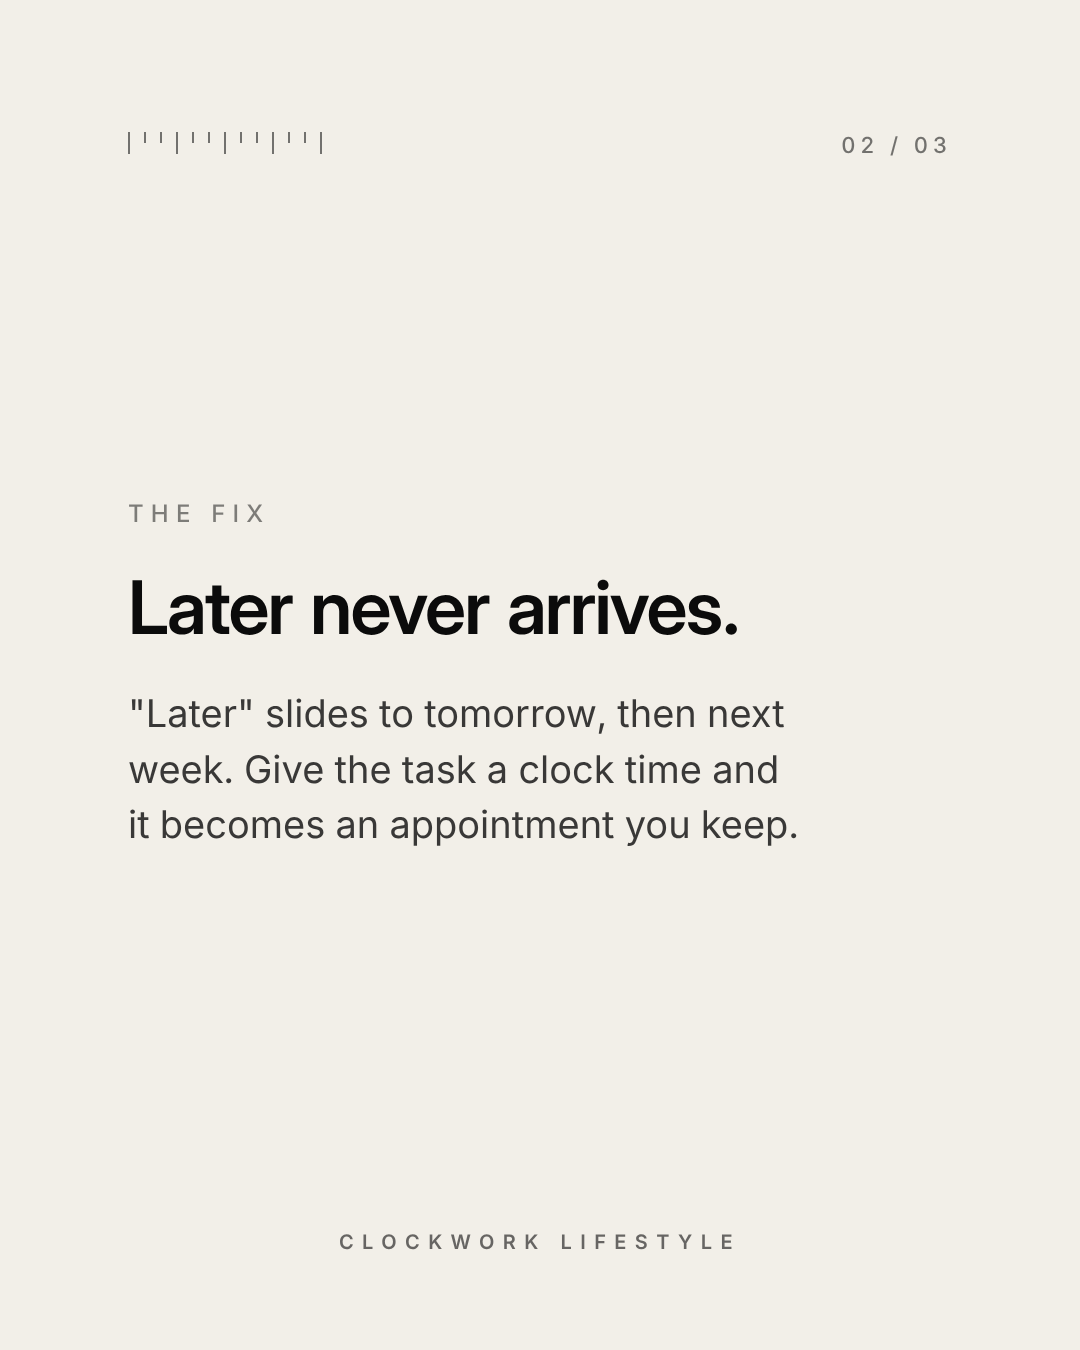 02 / 03
THE FIX
Later never arrives.
"Later" slides to tomorrow, then next
week. Give the task a clock time and
it becomes an appointment you keep.
CLOCKWORK LIFESTYLE